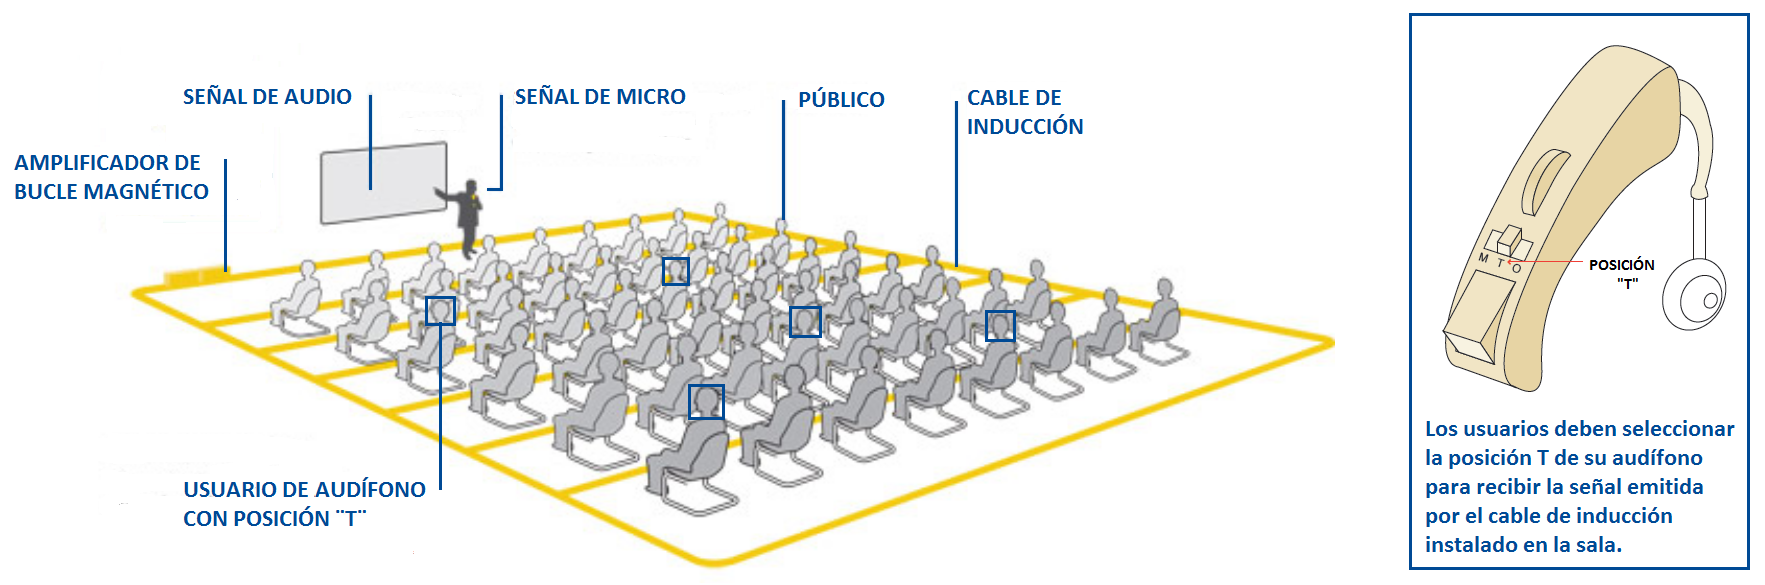 SEÑAL DE AUDIO
SEÑAL DE MICRO
PÚBLICO
CABLE DE
INDUCCIÓN
AMPLIFICADOR DE
BUCLE MAGNÉTICO
USUARIO DE AUDÍFONO
CON POSICIÓN ¨T¨
M T O
POSICIÓN
"T"
Los usuarios deben seleccionar
la posición T de su audífono
para recibir la señal emitida
por el cable de inducción
instalado en la sala.